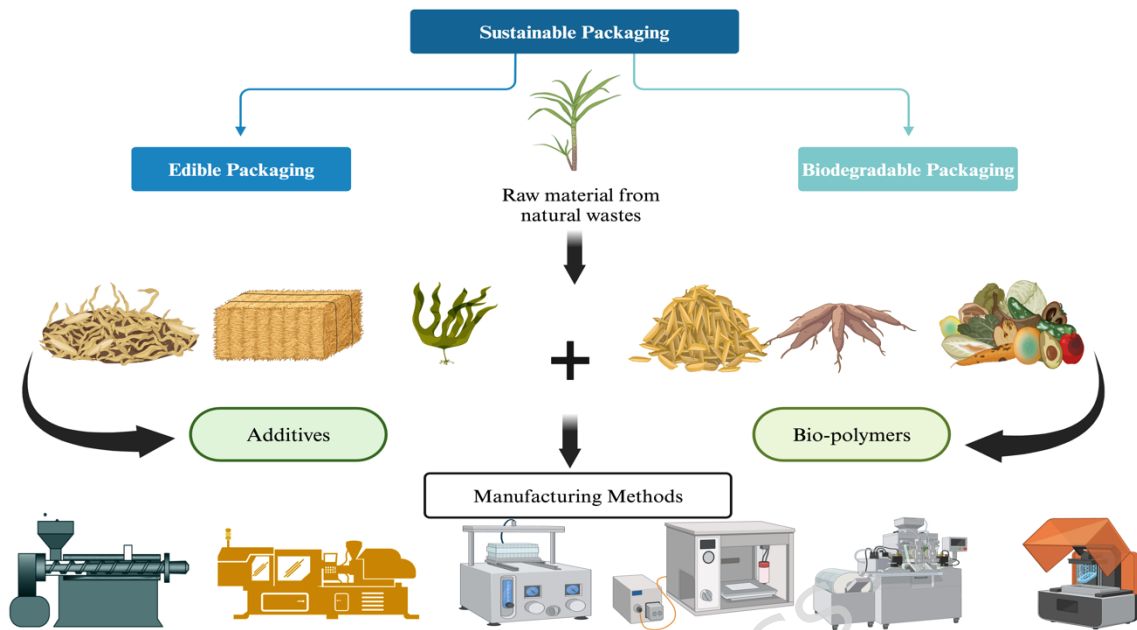 Sustainable Packaging
Edible Packaging
Biodegradable Packaging
Raw material from
natural wastes
+
Additives
Bio-polymers
Manufacturing Methods